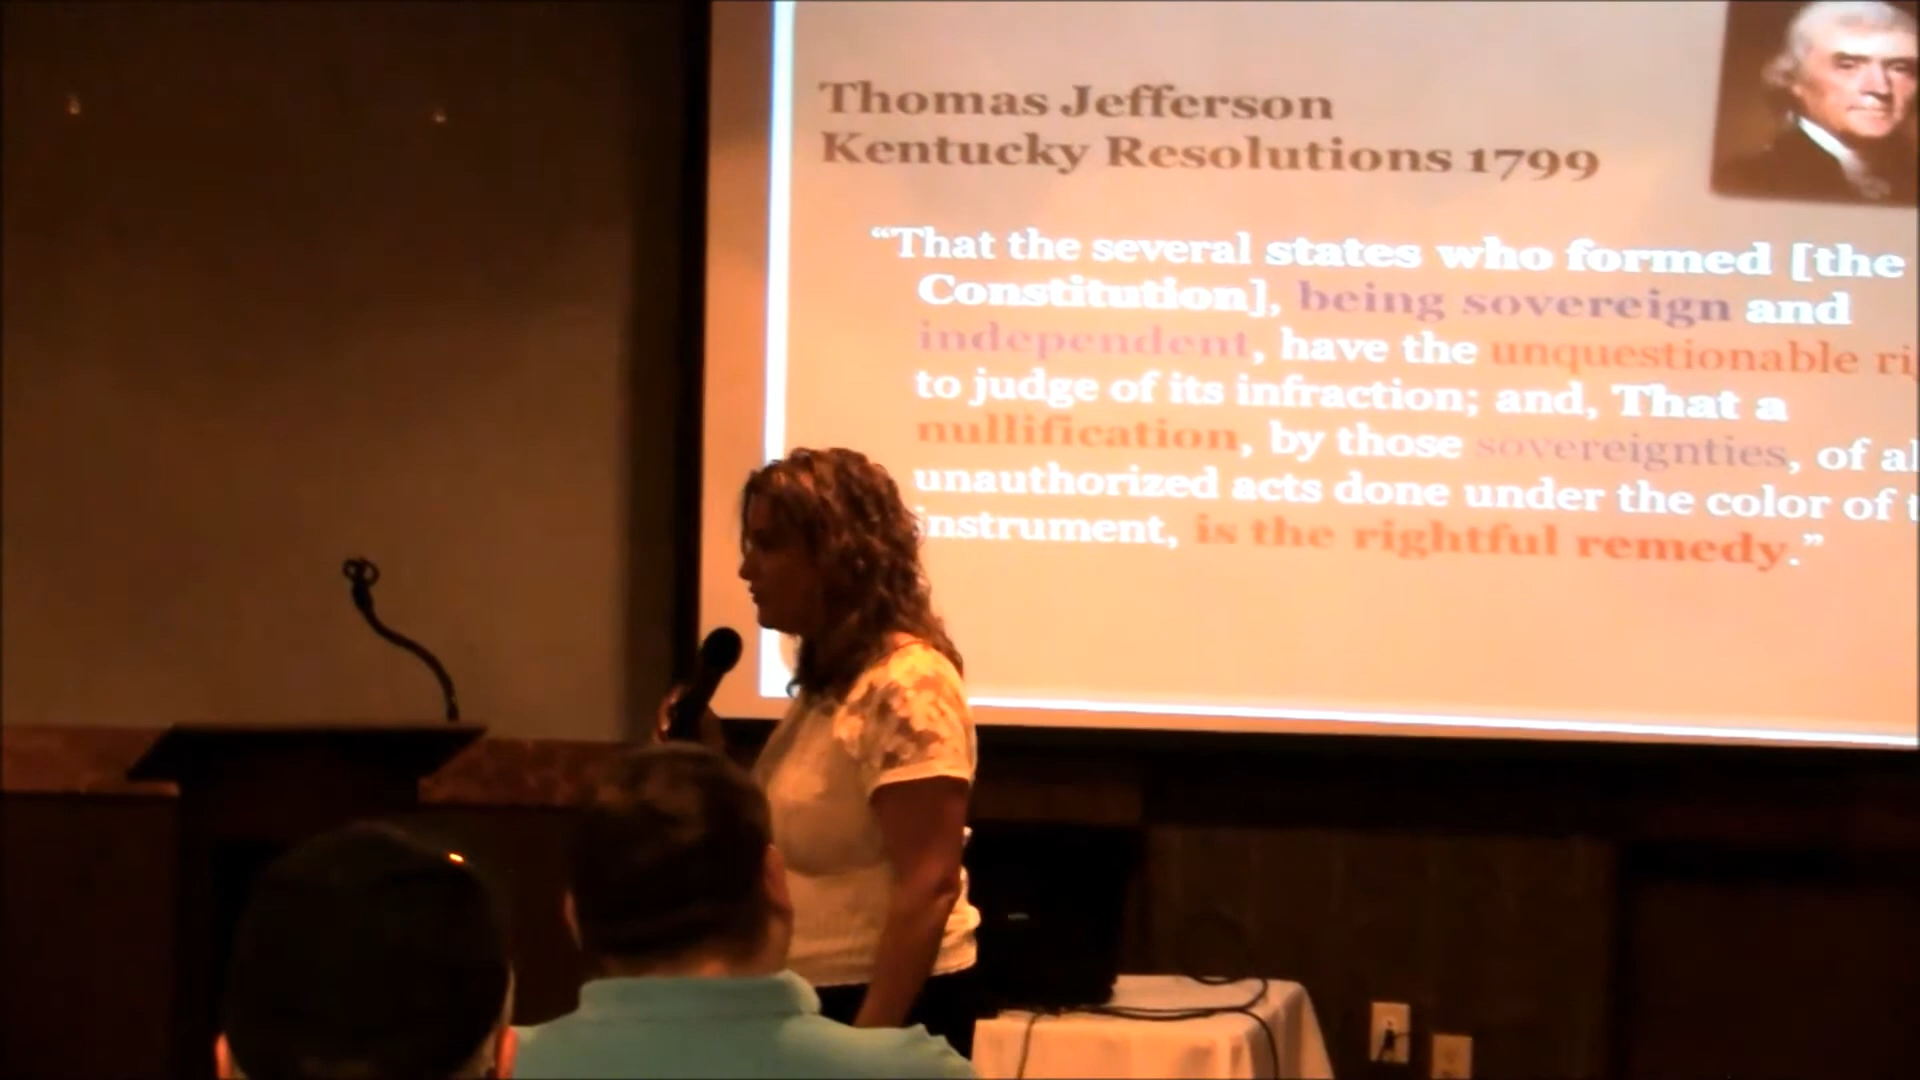 Thomas Jefferson
Kentucky Resolutions 1799
“That the several states who formed [the
Constitution], being sovereign and
independent, have the unquestionable
to judge of its infraction; and, That a
nullification, by those sovereignties, of
unauthorized acts done under the color of
instrument, is the rightful remedy.”